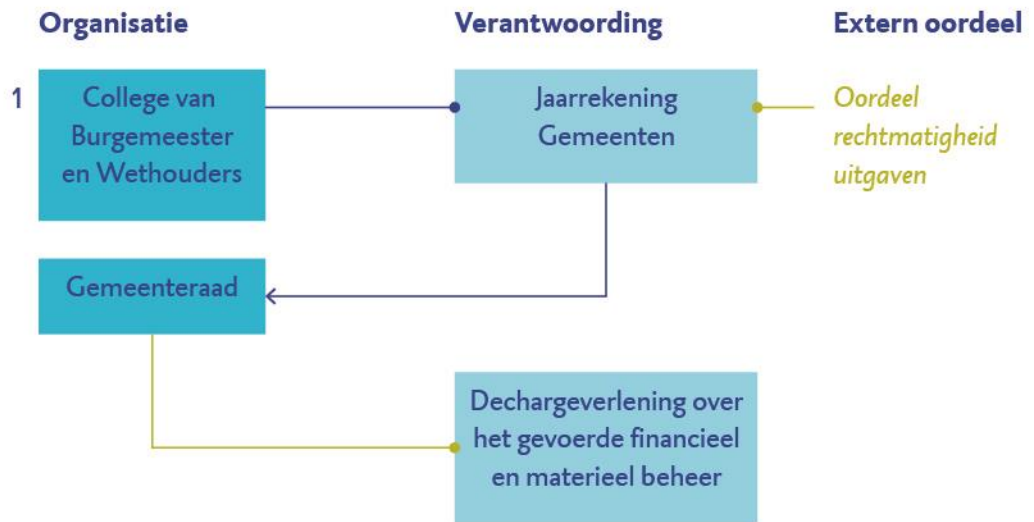 Organisatie
Verantwoording
Extern oordeel
1
College van
Burgemeester
en Wethouders
Jaarrekening
Gemeenten
Oordeel
rechtmatigheid
uitgaven
Gemeenteraad
Dechargeverlening over
het gevoerde financieel
en materieel beheer